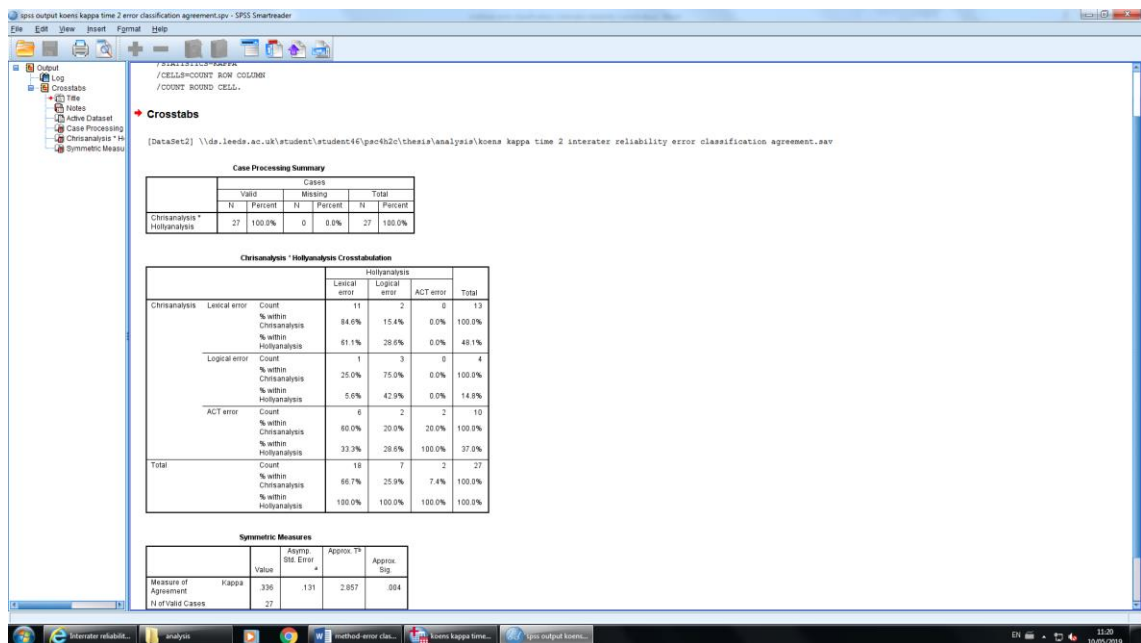 spss output koens kappa time 2 error classification agreement.spv - SPSS Smartreader
File Edit View Insert Format Help
Output
Log
Crosstabs
Title
Notes
Active Dataset
Case Processing
Chrisanalysis * H
Symmetric Measu
/STATISTICS=KAPPA
/CELLS=COUNT ROW COLUMN
/COUNT ROUND CELL.
Crosstabs
[DataSet2] \\ds.leeds.ac.uk\student\student46\psc4h2c\thesis\analysis\koens kappa time 2 interater reliability error classification agreement.sav
Case Processing Summary
Cases
Valid Missing Total
N Percent N Percent N Percent
Chrisanalysis * Hollyanalysis 27 100.0% 0 0.0% 27 100.0%
Chrisanalysis * Hollyanalysis Crosstabulation
Hollyanalysis
Lexical error Logical error ACT error Total
Chrisanalysis Lexical error Count 11 2 0 13
% within Chrisanalysis 84.6% 15.4% 0.0% 100.0%
% within Hollyanalysis 61.1% 28.6% 0.0% 48.1%
Logical error Count 1 3 0 4
% within Chrisanalysis 25.0% 75.0% 0.0% 100.0%
% within Hollyanalysis 5.6% 42.9% 0.0% 14.8%
ACT error Count 6 2 2 10
% within Chrisanalysis 60.0% 20.0% 20.0% 100.0%
% within Hollyanalysis 33.3% 28.6% 100.0% 37.0%
Total Count 18 7 2 27
% within Chrisanalysis 66.7% 25.9% 7.4% 100.0%
% within Hollyanalysis 100.0% 100.0% 100.0% 100.0%
Symmetric Measures
Value Asymp. Std. Error a Approx. T b Approx. Sig.
Measure of Agreement Kappa .336 .131 2.857 .004
N of Valid Cases 27
Interrater reliabilit... analysis method-error clas... koens kappa time... spss output koens... EN 11:20
10/05/2019